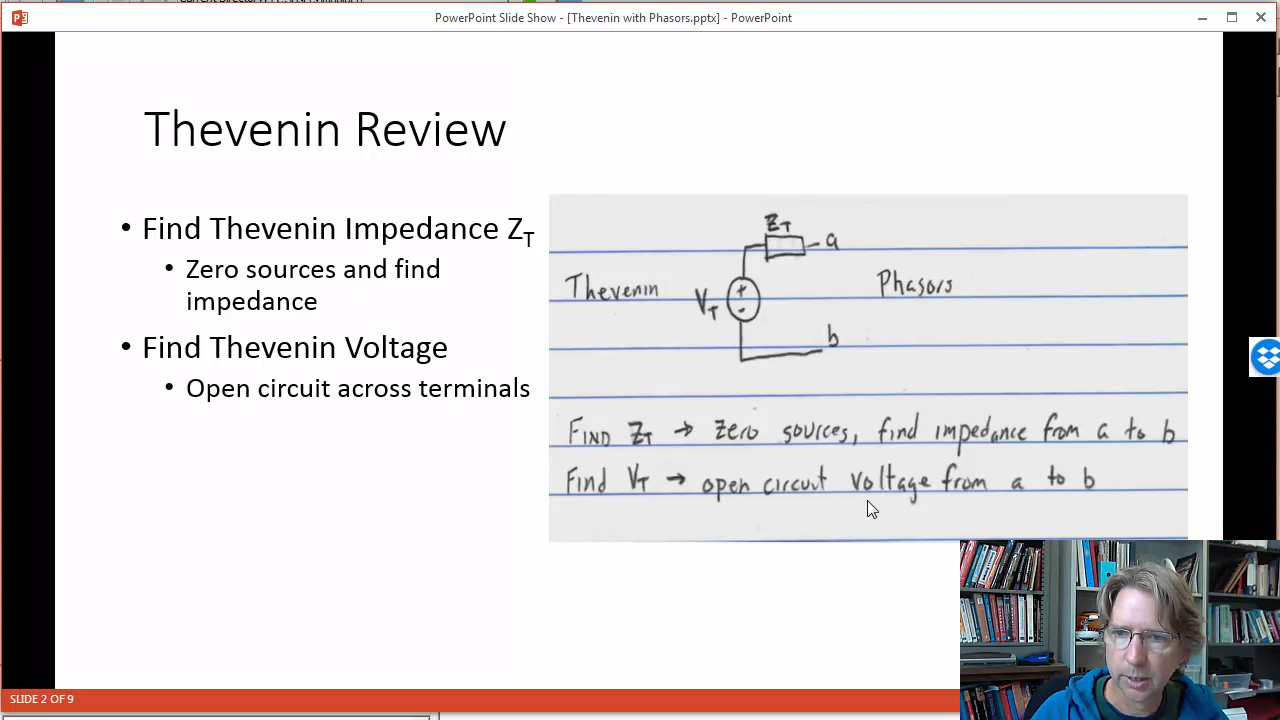 PowerPoint Slide Show - [Thevenin with Phasors.pptx] - PowerPoint
Thevenin Review
• Find Thevenin Impedance ZT
• Zero sources and find
impedance
• Find Thevenin Voltage
• Open circuit across terminals
ZT
a
Thevenin
Phasors
VT
+
-
b
FIND ZT → zero sources, find impedance from a to b
Find VT → open circuit voltage from a to b
SLIDE 2 OF 9